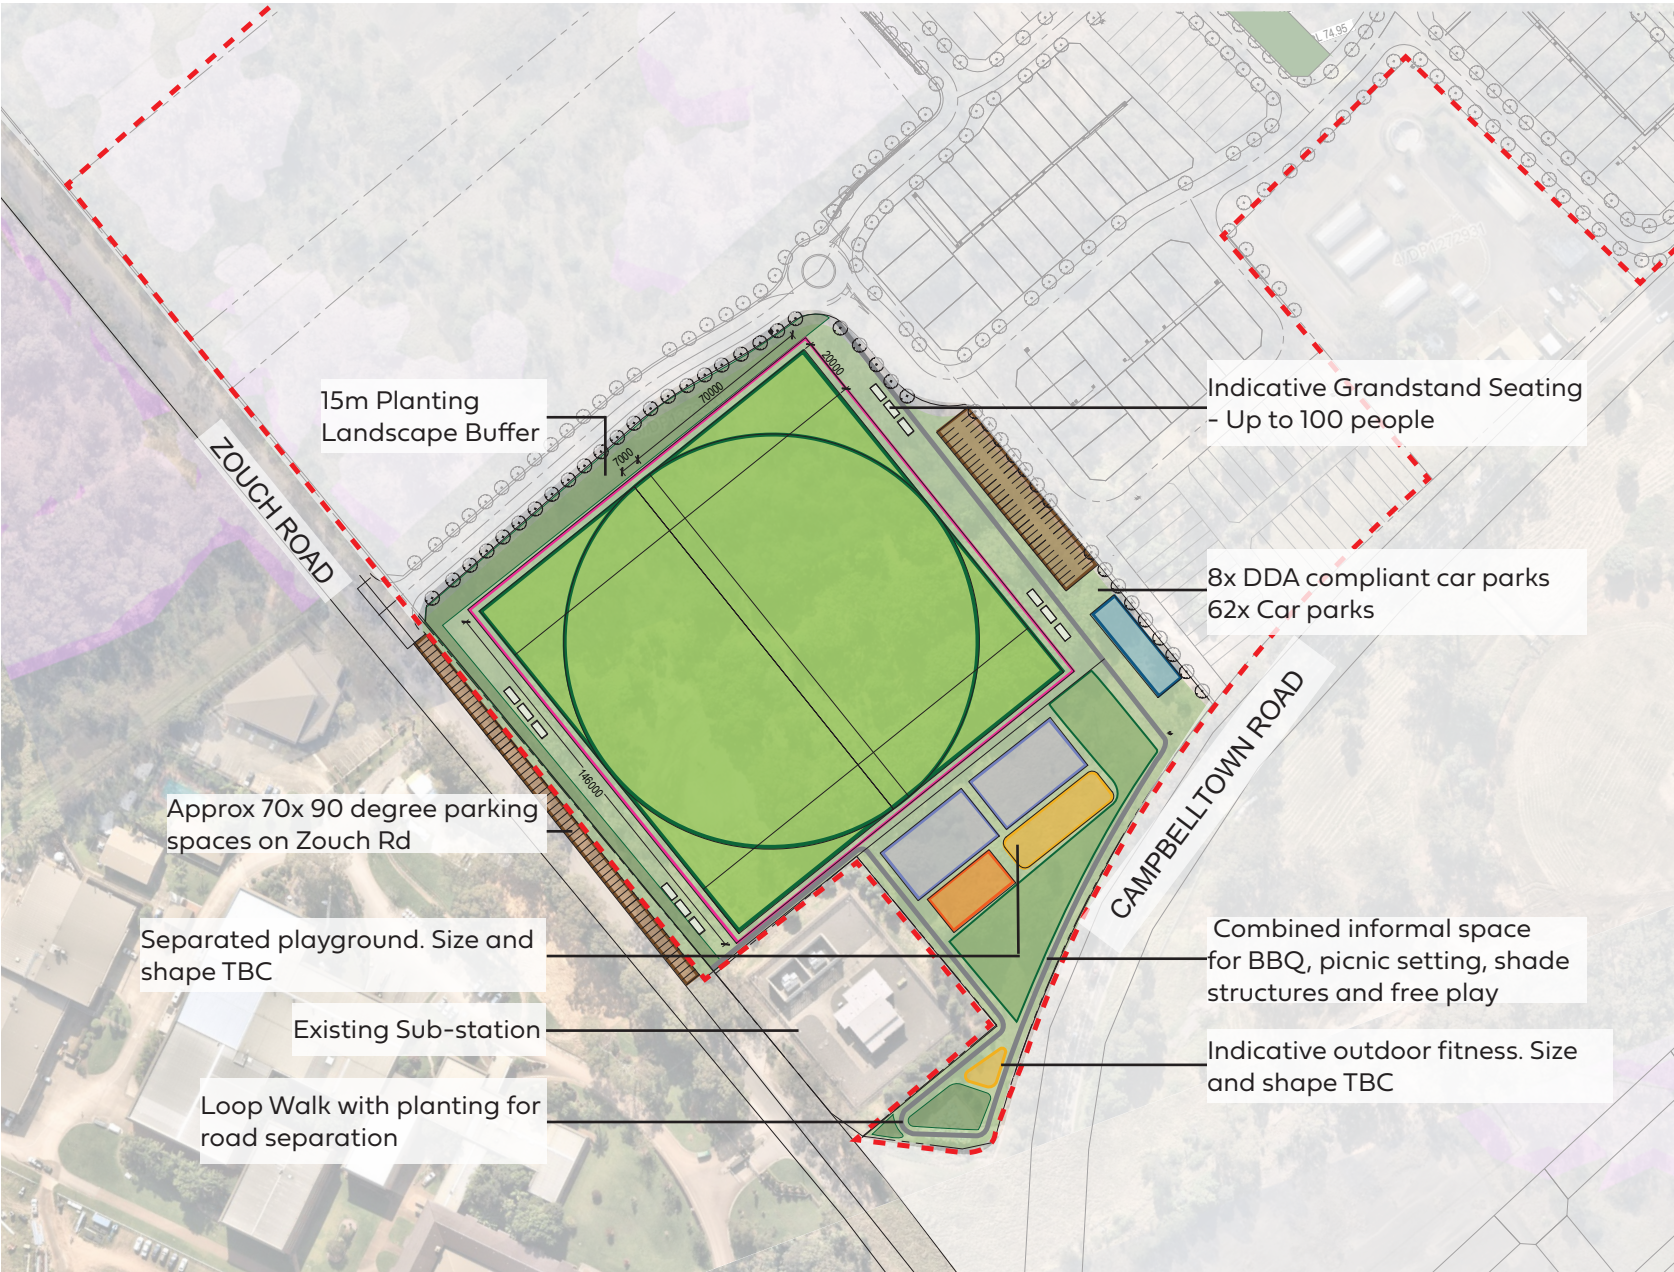 L 74.95
47DP1272931
20000
70000
7000
146000
15m Planting
Landscape Buffer
Indicative Grandstand Seating
- Up to 100 people
ZOUCH ROAD
8x DDA compliant car parks
62x Car parks
CAMPBELLTOWN ROAD
Approx 70x 90 degree parking
spaces on Zouch Rd
Separated playground. Size and
shape TBC
Combined informal space
for BBQ, picnic setting, shade
structures and free play
Existing Sub-station
Indicative outdoor fitness. Size
and shape TBC
Loop Walk with planting for
road separation